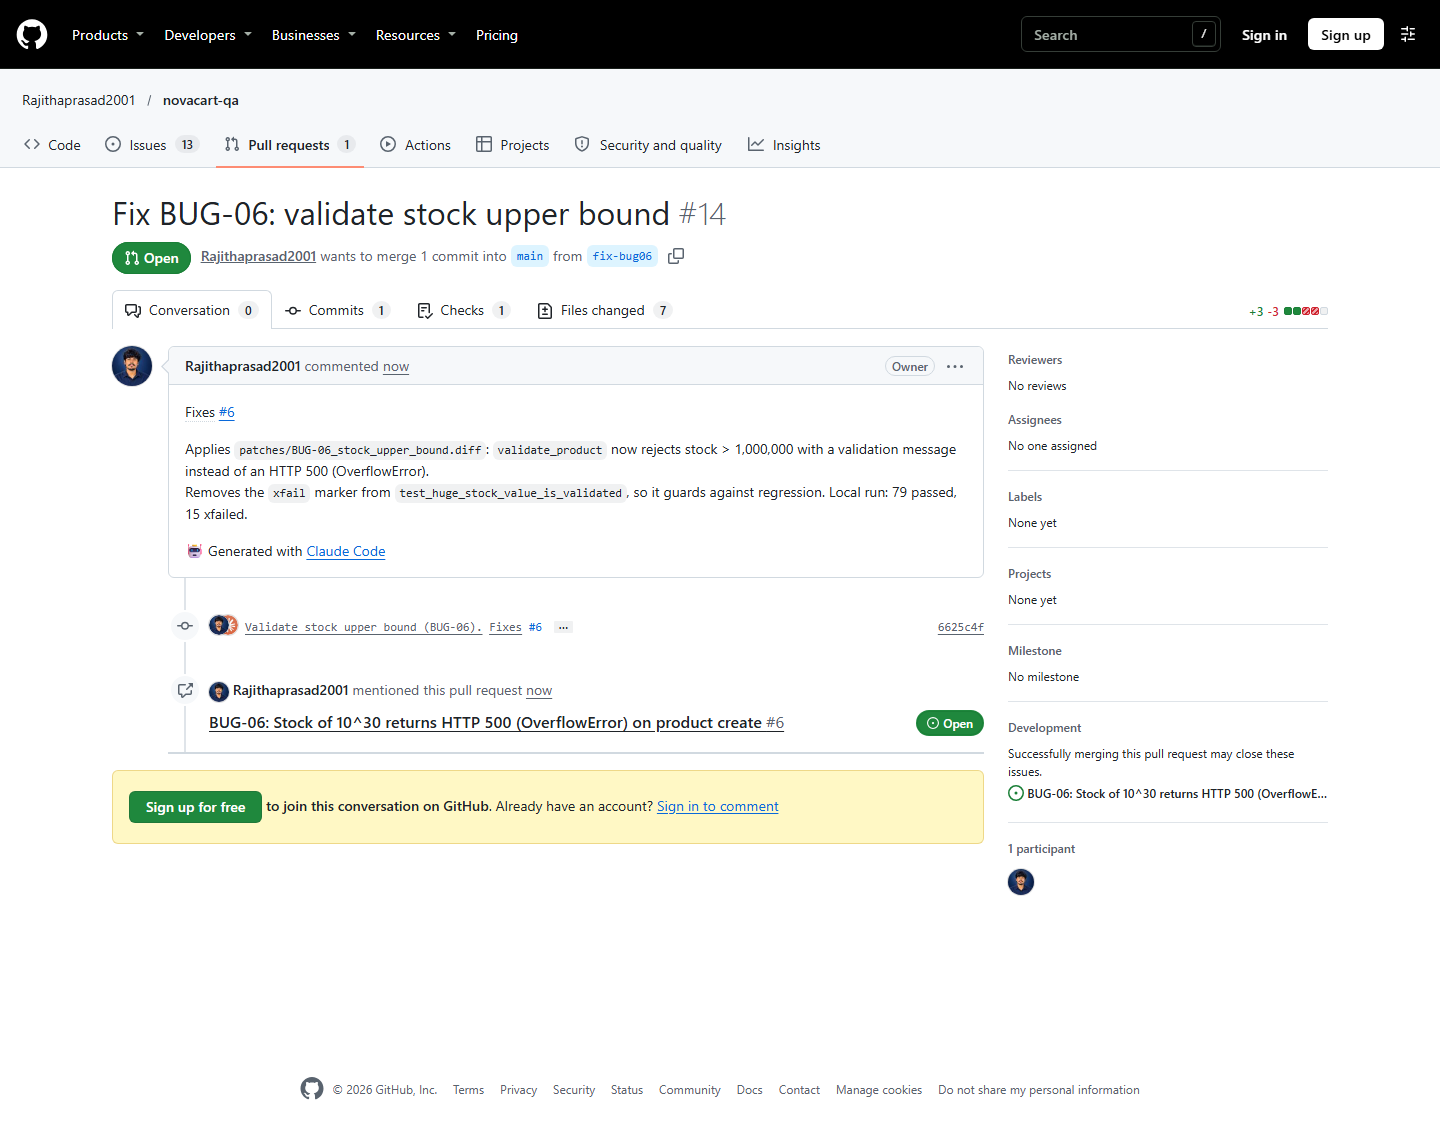 Products Developers Businesses Resources Pricing Search / Sign in Sign up
Rajithaprasad2001 / novacart-qa
Code Issues 13 Pull requests 1 Actions Projects Security and quality Insights
Fix BUG-06: validate stock upper bound #14
Open Rajithaprasad2001 wants to merge 1 commit into main from fix-bug06
Conversation 0 Commits 1 Checks 1 Files changed 7 +3 -3
Rajithaprasad2001 commented now Owner ...
Fixes #6
Applies patches/BUG-06_stock_upper_bound.diff: validate_product now rejects stock > 1,000,000 with a validation message
instead of an HTTP 500 (OverflowError).
Removes the xfail marker from test_huge_stock_value_is_validated, so it guards against regression. Local run: 79 passed,
15 xfailed.
Generated with Claude Code
Validate stock upper bound (BUG-06). Fixes #6 ... 6625c4f
Rajithaprasad2001 mentioned this pull request now
BUG-06: Stock of 10^30 returns HTTP 500 (OverflowError) on product create #6 Open
Sign up for free to join this conversation on GitHub. Already have an account? Sign in to comment
Reviewers
No reviews
Assignees
No one assigned
Labels
None yet
Projects
None yet
Milestone
No milestone
Development
Successfully merging this pull request may close these
issues.
BUG-06: Stock of 10^30 returns HTTP 500 (OverflowE...
1 participant
© 2026 GitHub, Inc. Terms Privacy Security Status Community Docs Contact Manage cookies Do not share my personal information